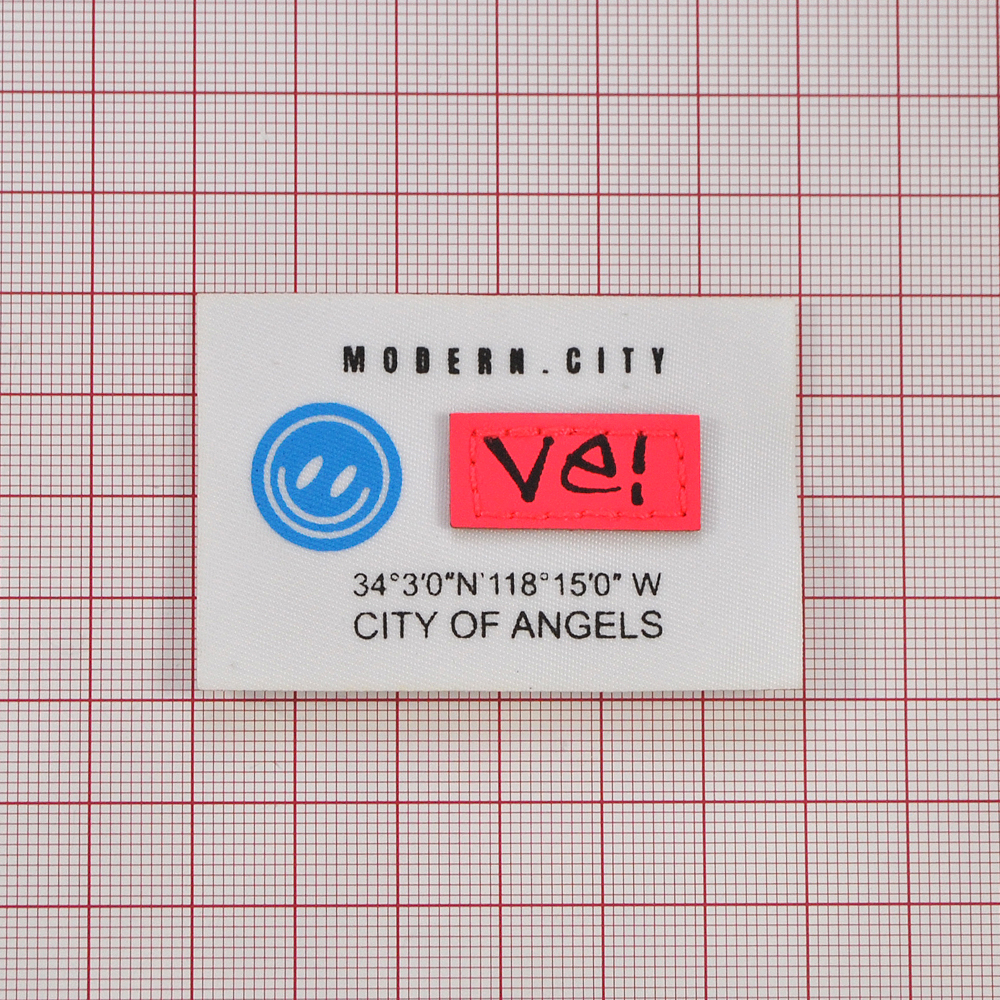 MODERN.CITY
ve!
34°3'0"N'118°15'0" W
CITY OF ANGELS